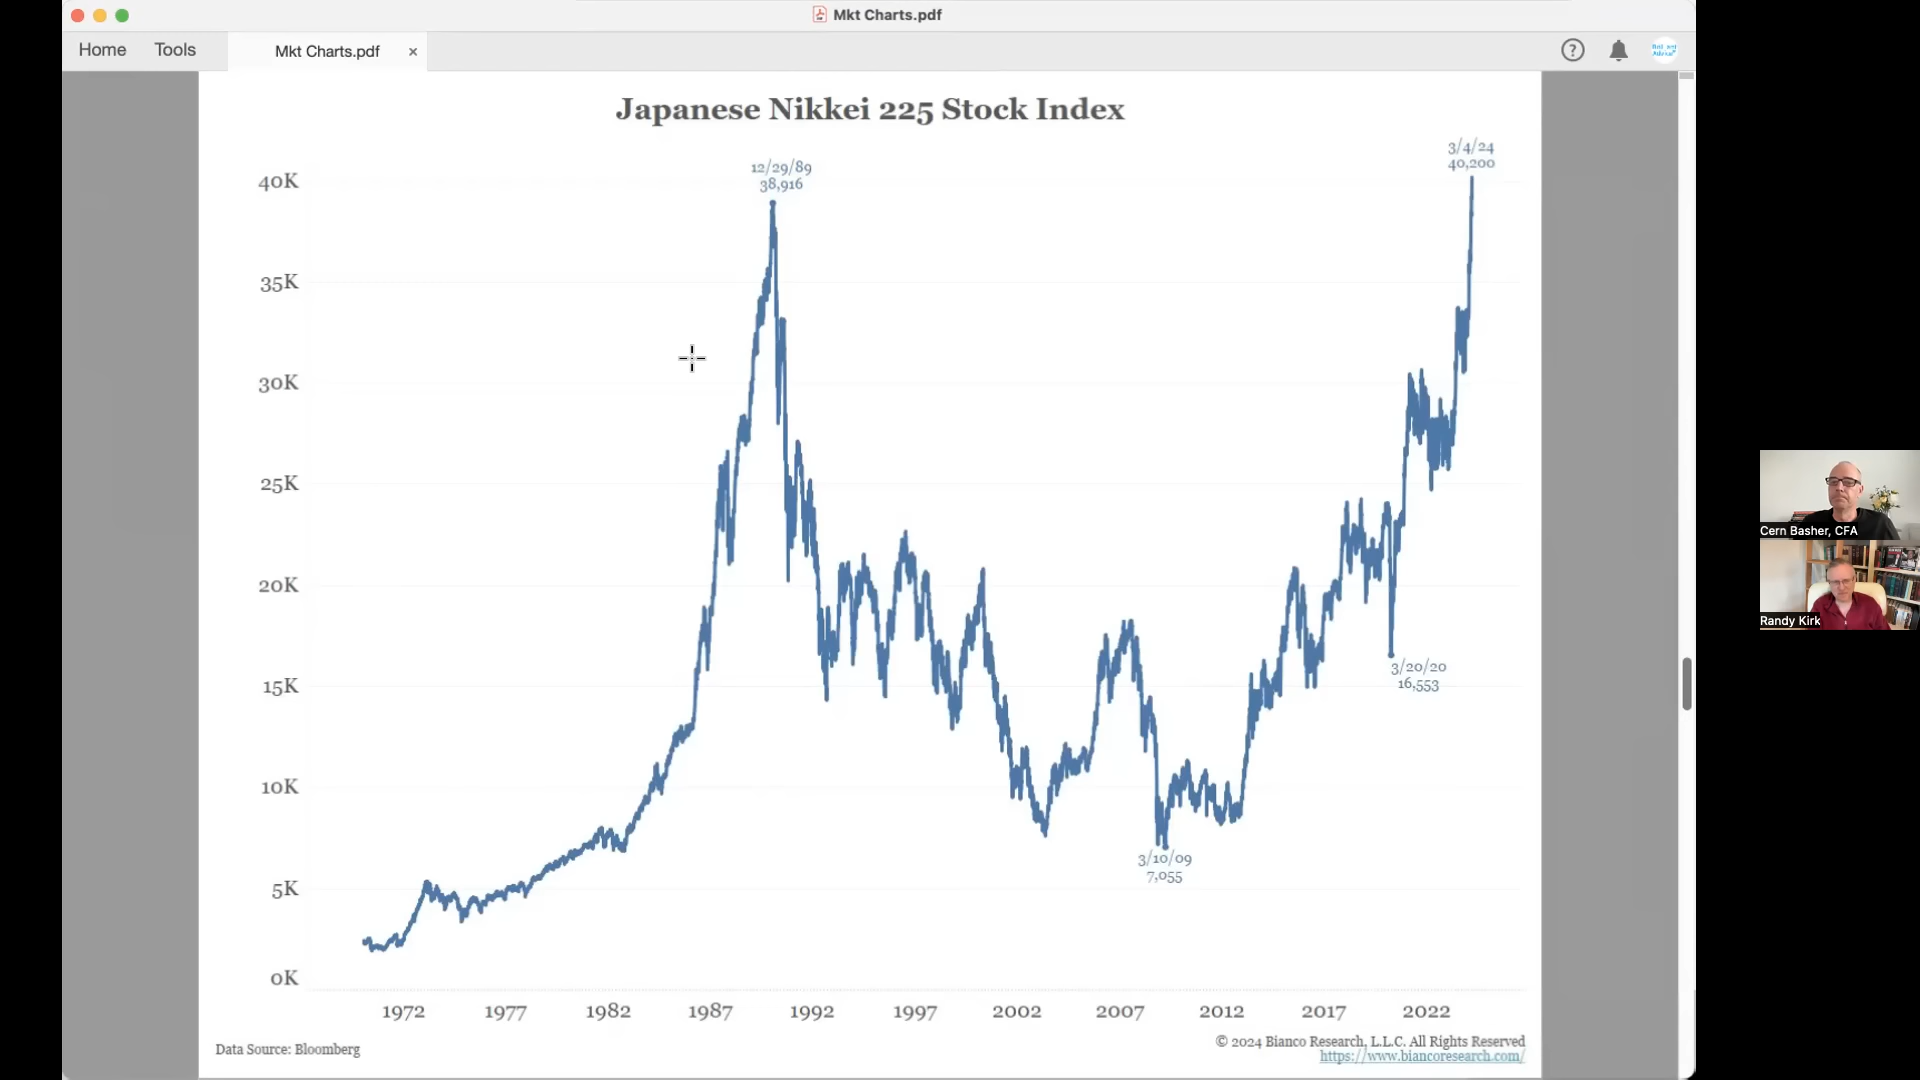 Mkt Charts.pdf
Home
Tools
Mkt Charts.pdf
×
?
Japanese Nikkei 225 Stock Index
12/29/89
38,916
3/4/24
40,200
40K
35K
30K
25K
20K
15K
10K
5K
0K
3/20/20
16,553
3/10/09
7,055
1972
1977
1982
1987
1992
1997
2002
2007
2012
2017
2022
Data Source: Bloomberg
© 2024 Bianco Research, L.L.C. All Rights Reserved
https://www.biancoresearch.com/
Cern Basher, CFA
Randy Kirk